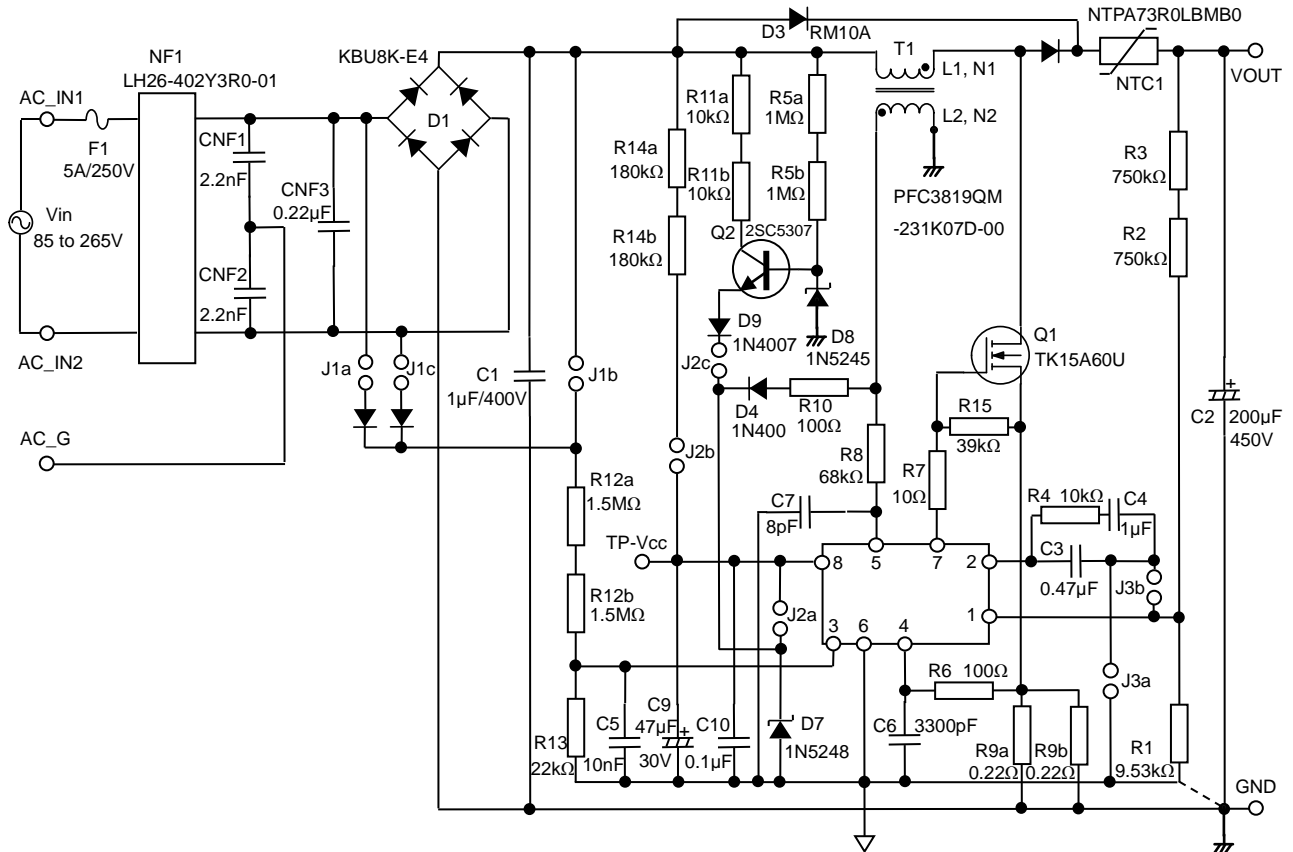 NTPA73R0LBMB0
D3
RM10A
NF1
LH26-402Y3R0-01
KBU8K-E4
T1
L1, N1
NTC1
VOUT
AC_IN1
F1
5A/250V
CNF1
2.2nF
D1
R11a
10kΩ
R5a
1MΩ
L2, N2
R14a
180kΩ
R3
750kΩ
CNF3
0.22µF
R11b
10kΩ
R5b
1MΩ
PFC3819QM
-231K07D-00
Vin
85 to 265V
R14b
180kΩ
Q2
2SC5307
R2
750kΩ
CNF2
2.2nF
D9
1N4007
D8
1N5245
Q1
TK15A60U
AC_IN2
J1a
J1c
C1
1µF/400V
J1b
J2c
D4
1N400
R10
100Ω
R15
39kΩ
+
C2
200µF
450V
AC_G
J2b
R8
68kΩ
R7
10Ω
R12a
1.5MΩ
C7
8pF
R4
10kΩ
C4
1µF
TP-Vcc
8
5
7
2
C3
0.47µF
R12b
1.5MΩ
J2a
J3b
3
6
4
1
R6
100Ω
J3a
R13
22kΩ
C5
10nF
C9
47µF
+
30V
C10
0.1µF
D7
1N5248
C6
3300pF
R9a
0.22Ω
R9b
0.22Ω
R1
9.53kΩ
GND